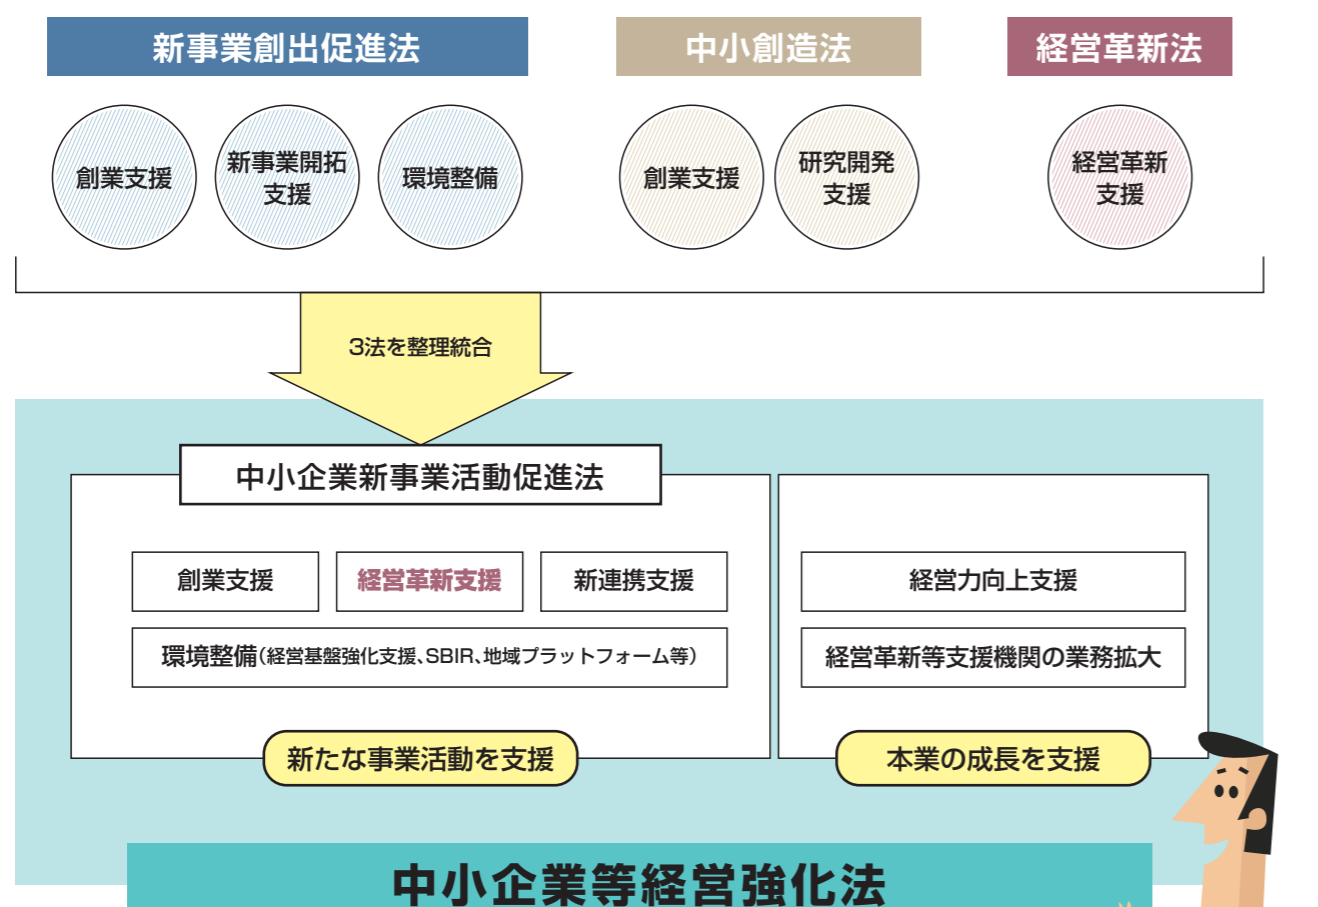 新事業創出促進法
中小創造法
経営革新法
創業支援
新事業開拓
支援
環境整備
創業支援
研究開発
支援
経営革新
支援
3法を整理統合
中小企業新事業活動促進法
創業支援
経営革新支援
新連携支援
環境整備(経営基盤強化支援、SBIR、地域プラットフォーム等)
新たな事業活動を支援
経営力向上支援
経営革新等支援機関の業務拡大
本業の成長を支援
中小企業等経営強化法